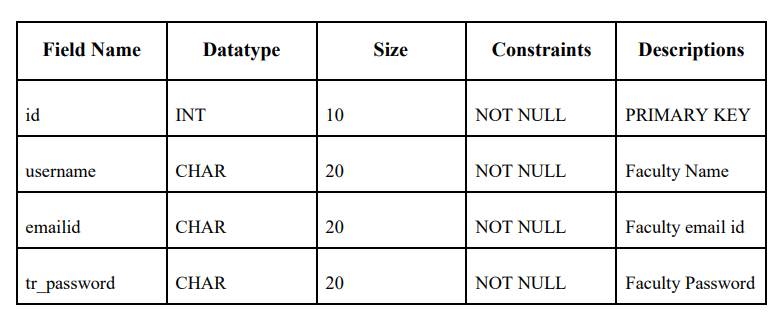 Field Name Datatype Size Constraints Descriptions
id INT 10 NOT NULL PRIMARY KEY
username CHAR 20 NOT NULL Faculty Name
emailid CHAR 20 NOT NULL Faculty email id
tr_password CHAR 20 NOT NULL Faculty Password